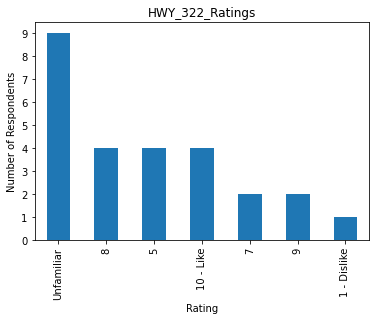 HWY_322_Ratings
Number of Respondents
9
8
7
6
5
4
3
2
1
0
Unfamiliar
8
5
10 - Like
7
9
1 - Dislike
Rating